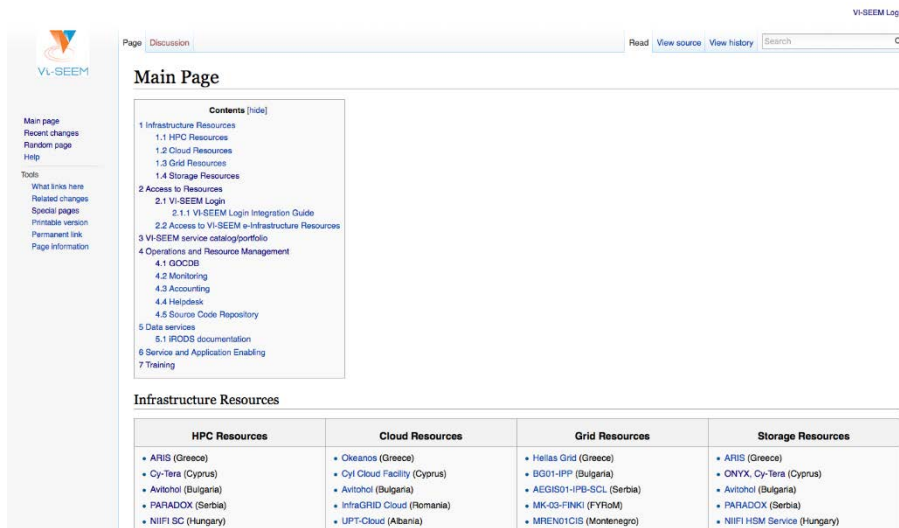 VI-SEEM Log
VI-SEEM
Page Discussion Read View source View history Search
Main Page
Main page
Recent changes
Random page
Help
Tools
What links here
Related changes
Special pages
Printable version
Permanent link
Page information
Contents [hide]
1 Infrastructure Resources
1.1 HPC Resources
1.2 Cloud Resources
1.3 Grid Resources
1.4 Storage Resources
2 Access to Resources
2.1 VI-SEEM Login
2.1.1 VI-SEEM Login Integration Guide
2.2 Access to VI-SEEM e-Infrastructure Resources
3 VI-SEEM service catalog/portfolio
4 Operations and Resource Management
4.1 GOCDB
4.2 Monitoring
4.3 Accounting
4.4 Helpdesk
4.5 Source Code Repository
5 Data services
5.1 iRODS documentation
6 Service and Application Enabling
7 Training
Infrastructure Resources
HPC Resources Cloud Resources Grid Resources Storage Resources
• ARIS (Greece) • Okeanos (Greece) • Hellas Grid (Greece) • ARIS (Greece)
• Cy-Tera (Cyprus) • CyI Cloud Facility (Cyprus) • BG01-IPP (Bulgaria) • ONYX, Cy-Tera (Cyprus)
• Avitohol (Bulgaria) • Avitohol (Bulgaria) • AEGIS01-IPB-SCL (Serbia) • Avitohol (Bulgaria)
• PARADOX (Serbia) • InfraGRID Cloud (Romania) • MK-03-FINKI (FYRoM) • PARADOX (Serbia)
• NIIFI SC (Hungary) • UPT-Cloud (Albania) • MREN01CIS (Montenegro) • NIIFI HSM Service (Hungary)